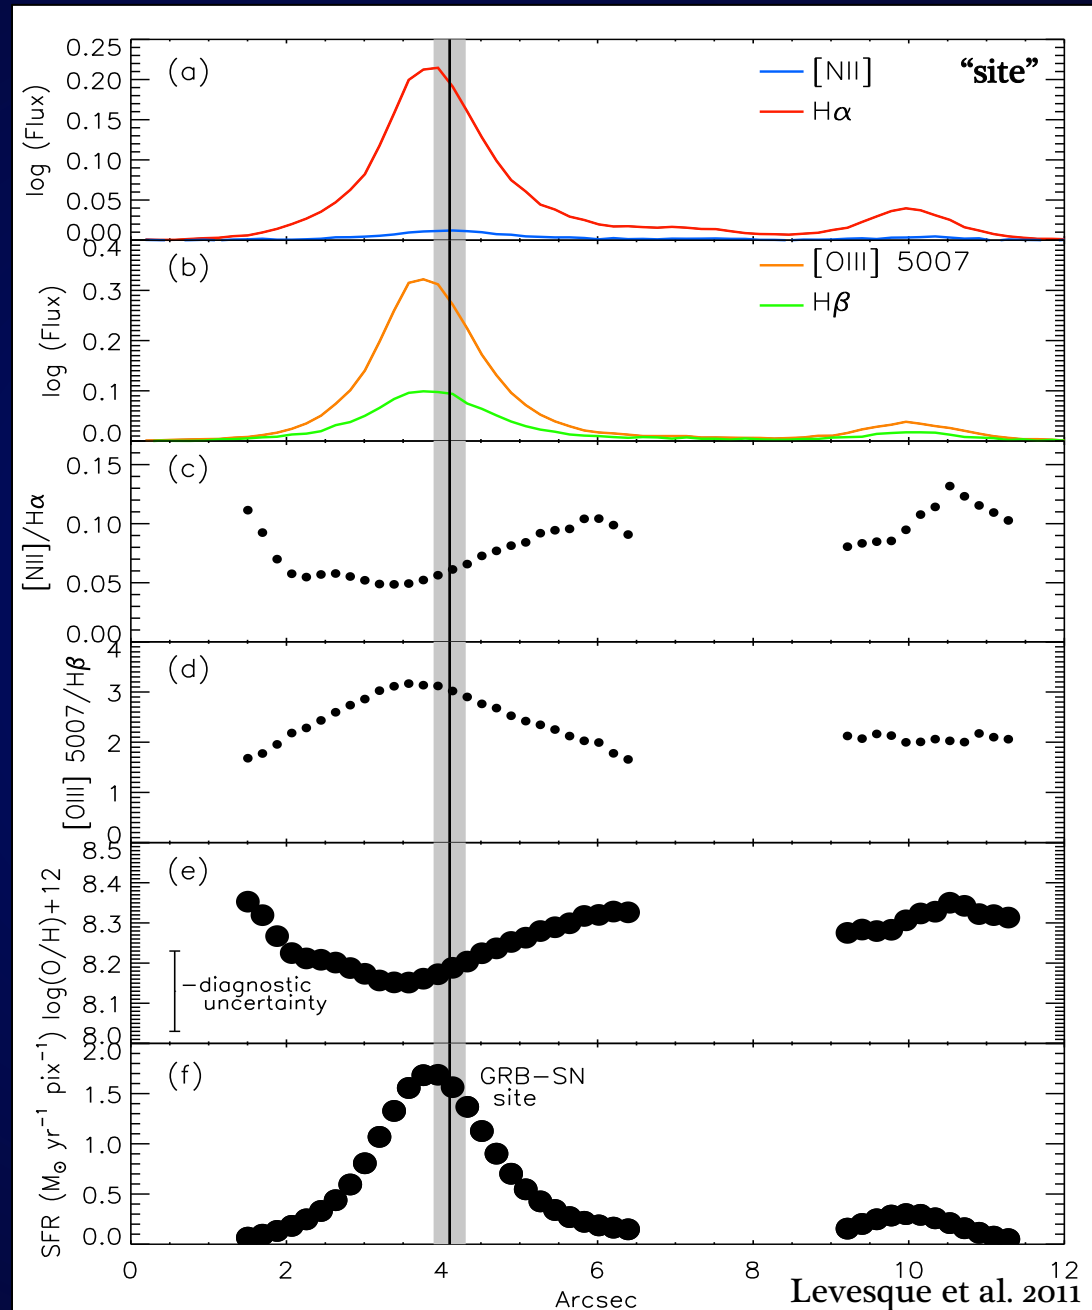 (a)
[NII]
Hα
"site"
log (Flux)
0.25
0.20
0.15
0.10
0.05
0.00
(b)
[OIII] 5007
Hβ
log (Flux)
0.4
0.3
0.2
0.1
0.0
(c)
[NII]/Hα
0.15
0.10
0.05
0.00
(d)
[OIII] 5007/Hβ
4
3
2
1
0
(e)
log(O/H)+12
8.5
8.4
8.3
8.2
8.1
8.0
–diagnostic
uncertainty
(f)
SFR (M⊙ yr⁻¹ pix⁻¹)
2.0
1.5
1.0
0.5
0.0
GRB–SN
site
0 2 4 6 8 10 12
Arcsec
Levesque et al. 2011